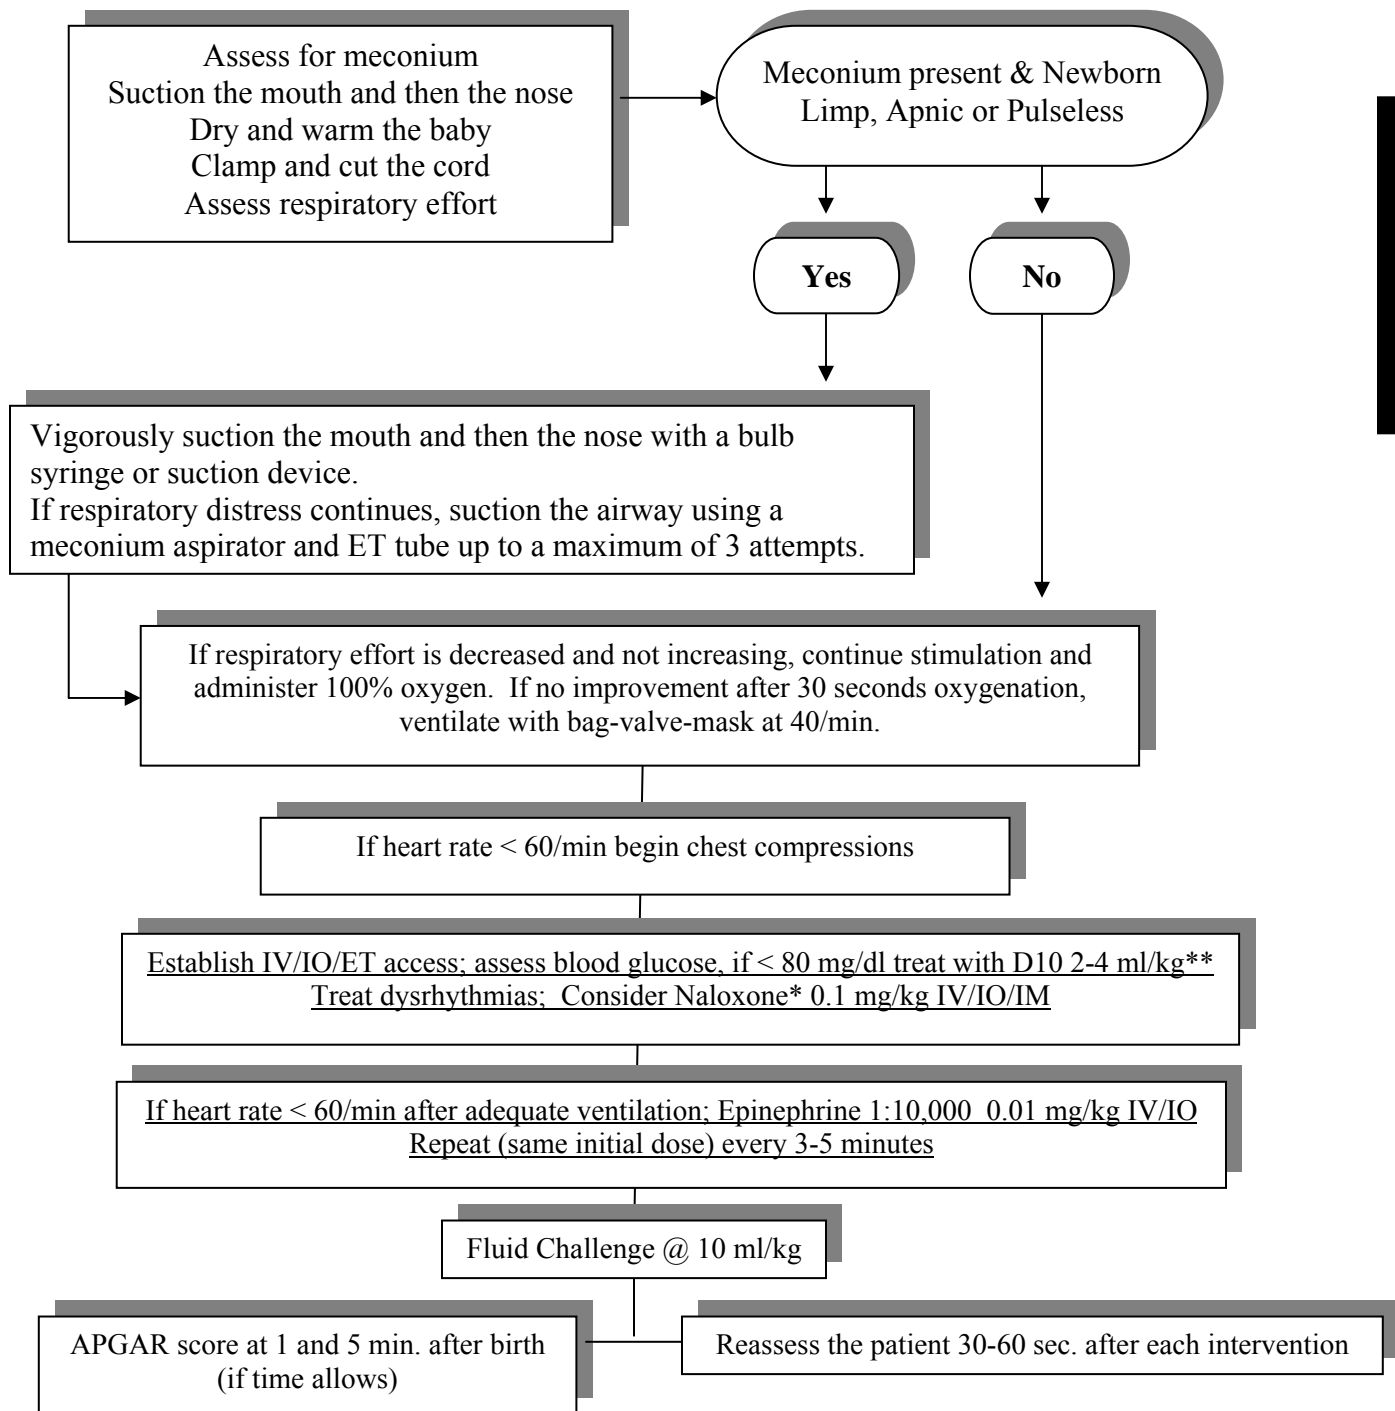 Assess for meconium
Suction the mouth and then the nose
Dry and warm the baby
Clamp and cut the cord
Assess respiratory effort
Meconium present & Newborn
Limp, Apnic or Pulseless
Yes
No
Vigorously suction the mouth and then the nose with a bulb
syringe or suction device.
If respiratory distress continues, suction the airway using a
meconium aspirator and ET tube up to a maximum of 3 attempts.
If respiratory effort is decreased and not increasing, continue stimulation and
administer 100% oxygen.  If no improvement after 30 seconds oxygenation,
ventilate with bag-valve-mask at 40/min.
If heart rate < 60/min begin chest compressions
Establish IV/IO/ET access; assess blood glucose, if < 80 mg/dl treat with D10 2-4 ml/kg**
Treat dysrhythmias;  Consider Naloxone* 0.1 mg/kg IV/IO/IM
If heart rate < 60/min after adequate ventilation; Epinephrine 1:10,000  0.01 mg/kg IV/IO
Repeat (same initial dose) every 3-5 minutes
Fluid Challenge @ 10 ml/kg
APGAR score at 1 and 5 min. after birth
(if time allows)
Reassess the patient 30-60 sec. after each intervention